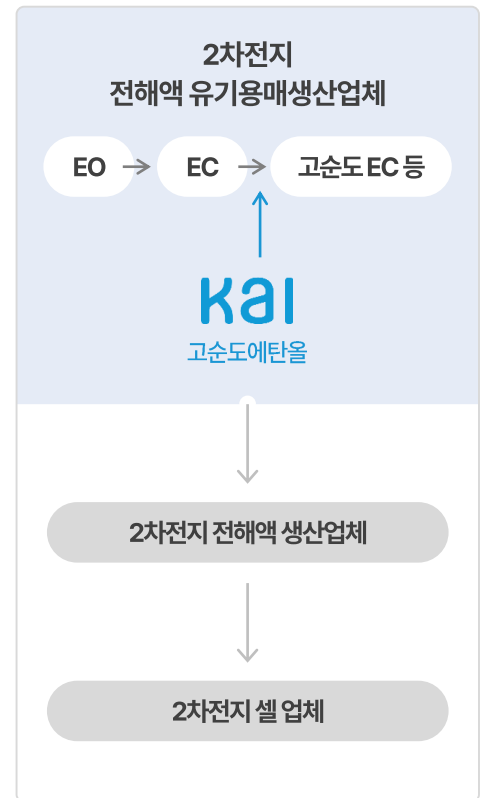 2차전지
전해액 유기용매생산업체
EO → EC → 고순도 EC 등
kai
고순도에탄올
2차전지 전해액 생산업체
2차전지 셀 업체